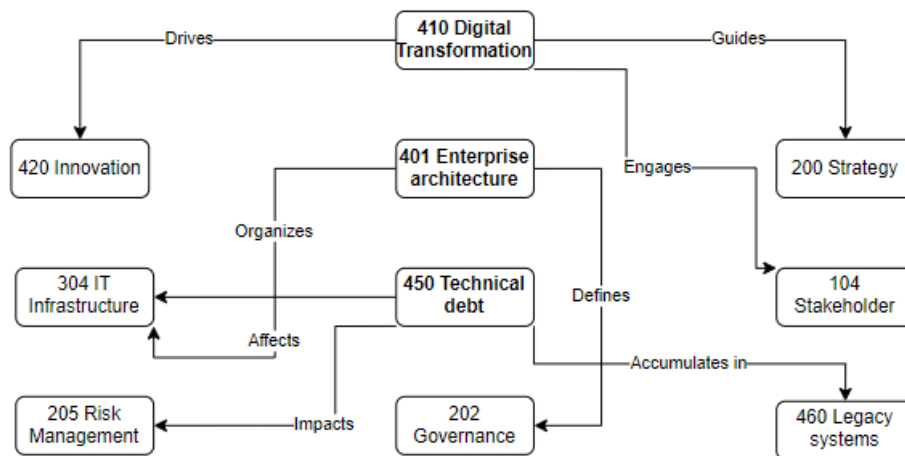 410 Digital
Transformation
Drives
Guides
420 Innovation
401 Enterprise
architecture
Engages
200 Strategy
Organizes
304 IT
Infrastructure
450 Technical
debt
Defines
104
Stakeholder
Affects
Accumulates in
205 Risk
Management
Impacts
202
Governance
460 Legacy
systems